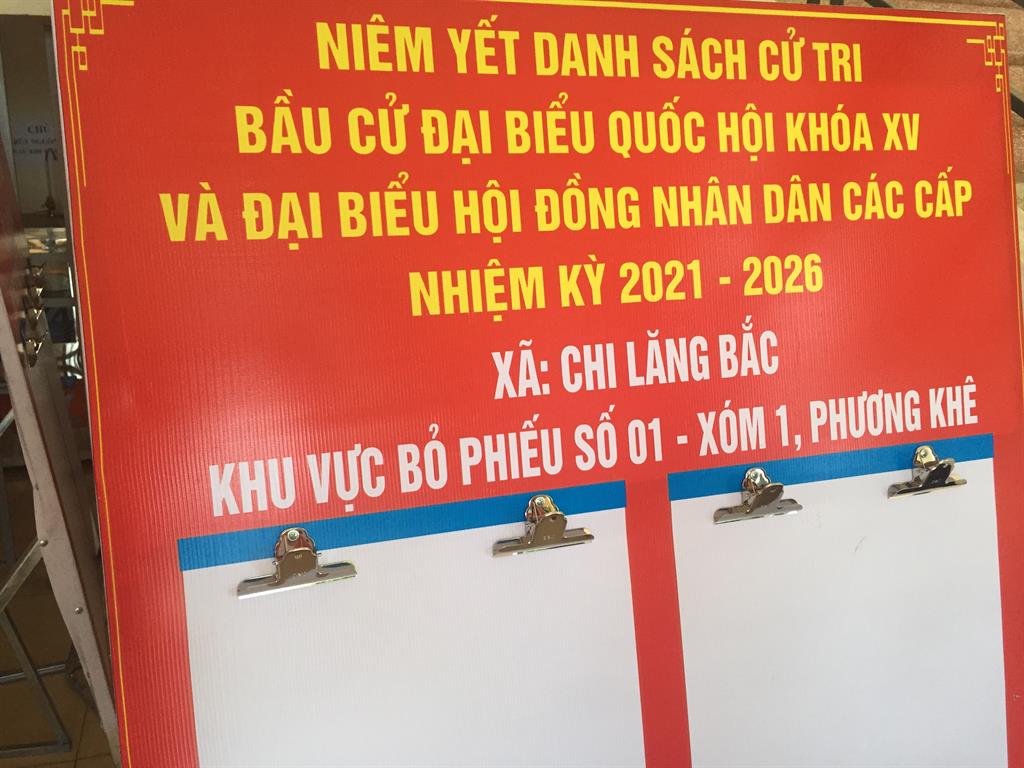 NIÊM YẾT DANH SÁCH CỬ TRI
BẦU CỬ ĐẠI BIỂU QUỐC HỘI KHÓA XV
VÀ ĐẠI BIỂU HỘI ĐỒNG NHÂN DÂN CÁC CẤP
NHIỆM KỲ 2021 - 2026
XÃ: CHI LĂNG BẮC
KHU VỰC BỎ PHIẾU SỐ 01 - XÓM 1, PHƯƠNG KHÊ